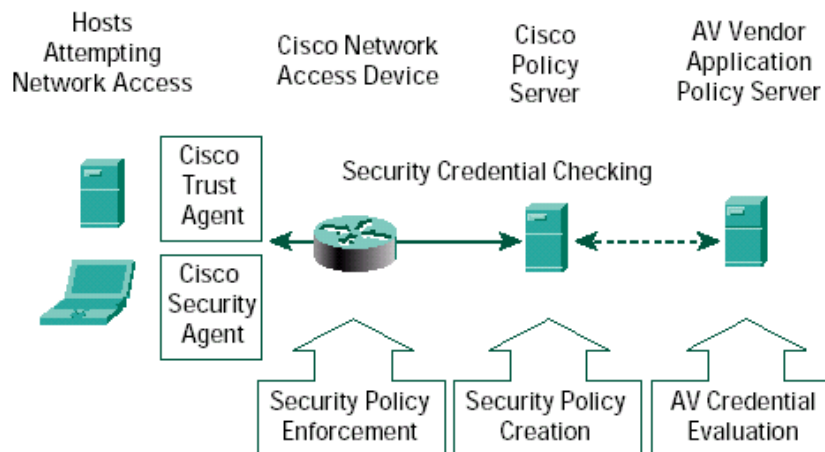 Hosts
Attempting
Network Access
Cisco Network
Access Device
Cisco
Policy
Server
AV Vendor
Application
Policy Server
Cisco
Trust
Agent
Security Credential Checking
Cisco
Security
Agent
Security Policy
Enforcement
Security Policy
Creation
AV Credential
Evaluation